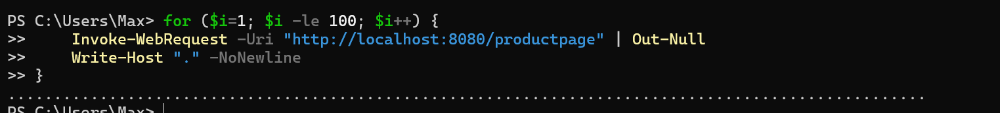 PS C:\Users\Max> for ($i=1; $i -le 100; $i++) {
>>     Invoke-WebRequest -Uri "http://localhost:8080/productpage" | Out-Null
>>     Write-Host "." -NoNewline
>> }
....................................................................................................
PS C:\Users\Max>